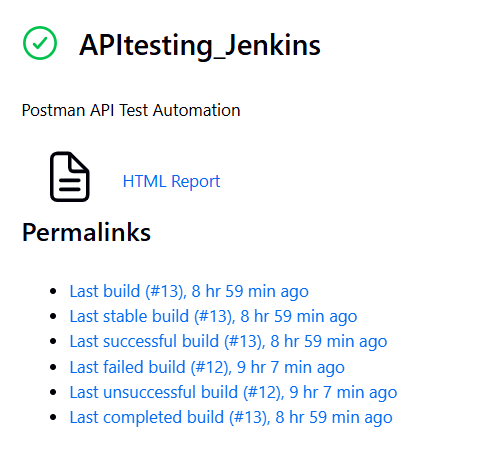 APItesting_Jenkins
Postman API Test Automation
HTML Report
Permalinks
Last build (#13), 8 hr 59 min ago
Last stable build (#13), 8 hr 59 min ago
Last successful build (#13), 8 hr 59 min ago
Last failed build (#12), 9 hr 7 min ago
Last unsuccessful build (#12), 9 hr 7 min ago
Last completed build (#13), 8 hr 59 min ago